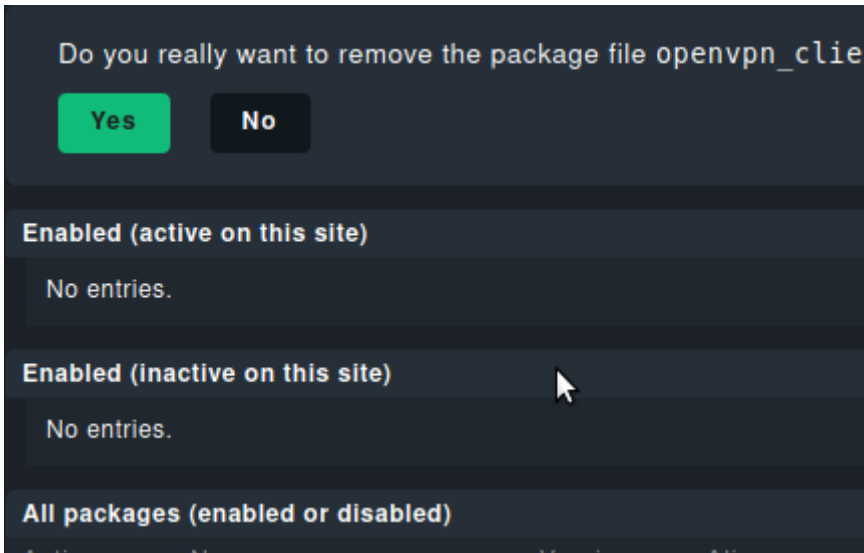 Do you really want to remove the package file openvpn_clie
Yes No
Enabled (active on this site)
No entries.
Enabled (inactive on this site)
No entries.
All packages (enabled or disabled)